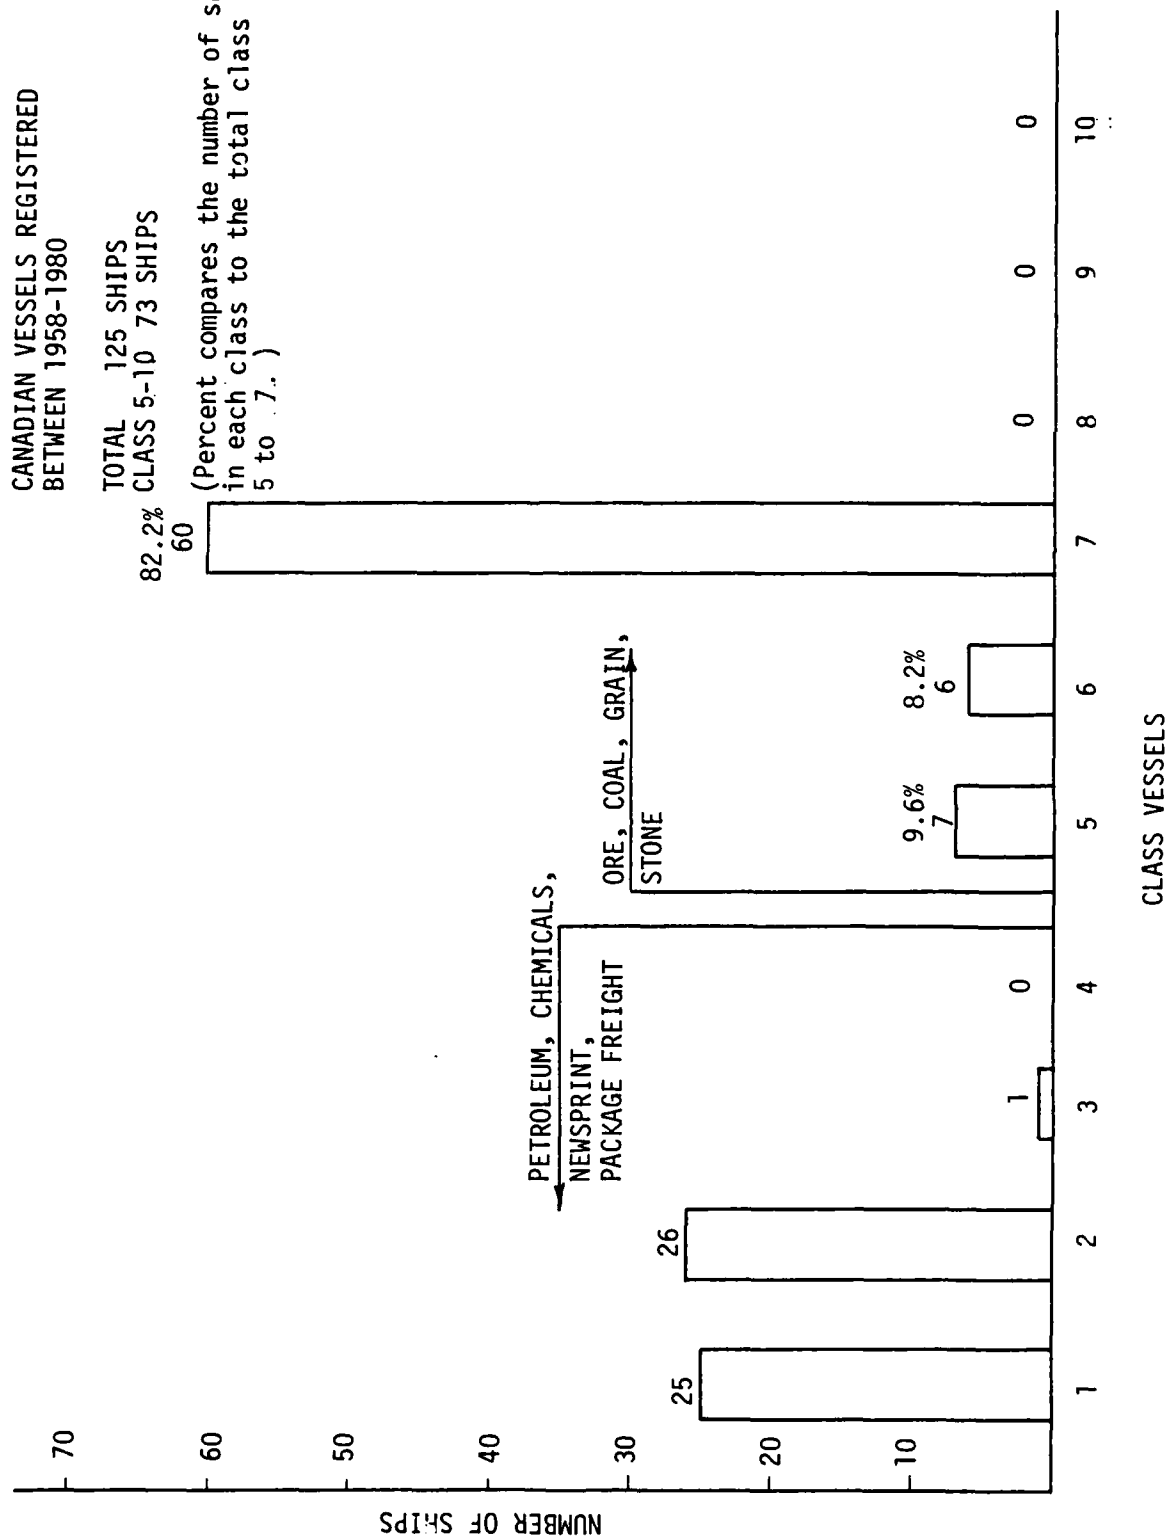 CANADIAN VESSELS REGISTERED
BETWEEN 1958-1980
TOTAL 125 SHIPS
CLASS 5-10 73 SHIPS
(Percent compares the number of
in each class to the total class
5 to 7.)
NUMBER OF SHIPS
70
60
50
40
30
20
10
25
26
1
0
9.6%
7
8.2%
6
82.2%
60
0
0
0
PETROLEUM, CHEMICALS,
NEWSPRINT,
PACKAGE FREIGHT
ORE, COAL, GRAIN,
STONE
1
2
3
4
5
6
7
8
9
10
CLASS VESSELS